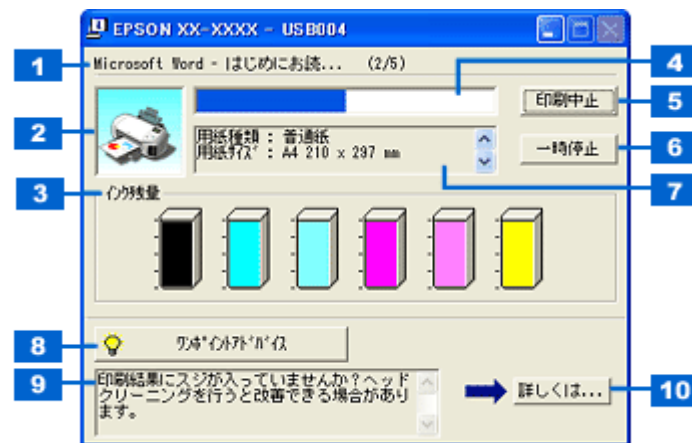 EPSON XX-XXXX - USB004
1
Microsoft Word - はじめにお読... (2/5)
4
印刷中止
5
2
用紙種類 : 普通紙
用紙ｻｲｽﾞ : A4 210 x 297 mm
一時停止
6
7
3
ｲﾝｸ残量
8
ﾜﾝﾎﾟｲﾝﾄｱﾄﾞﾊﾞｲｽ
9
印刷結果にスジが入っていませんか？ヘッド
クリーニングを行うと改善できる場合があり
ます。
詳しくは...
10